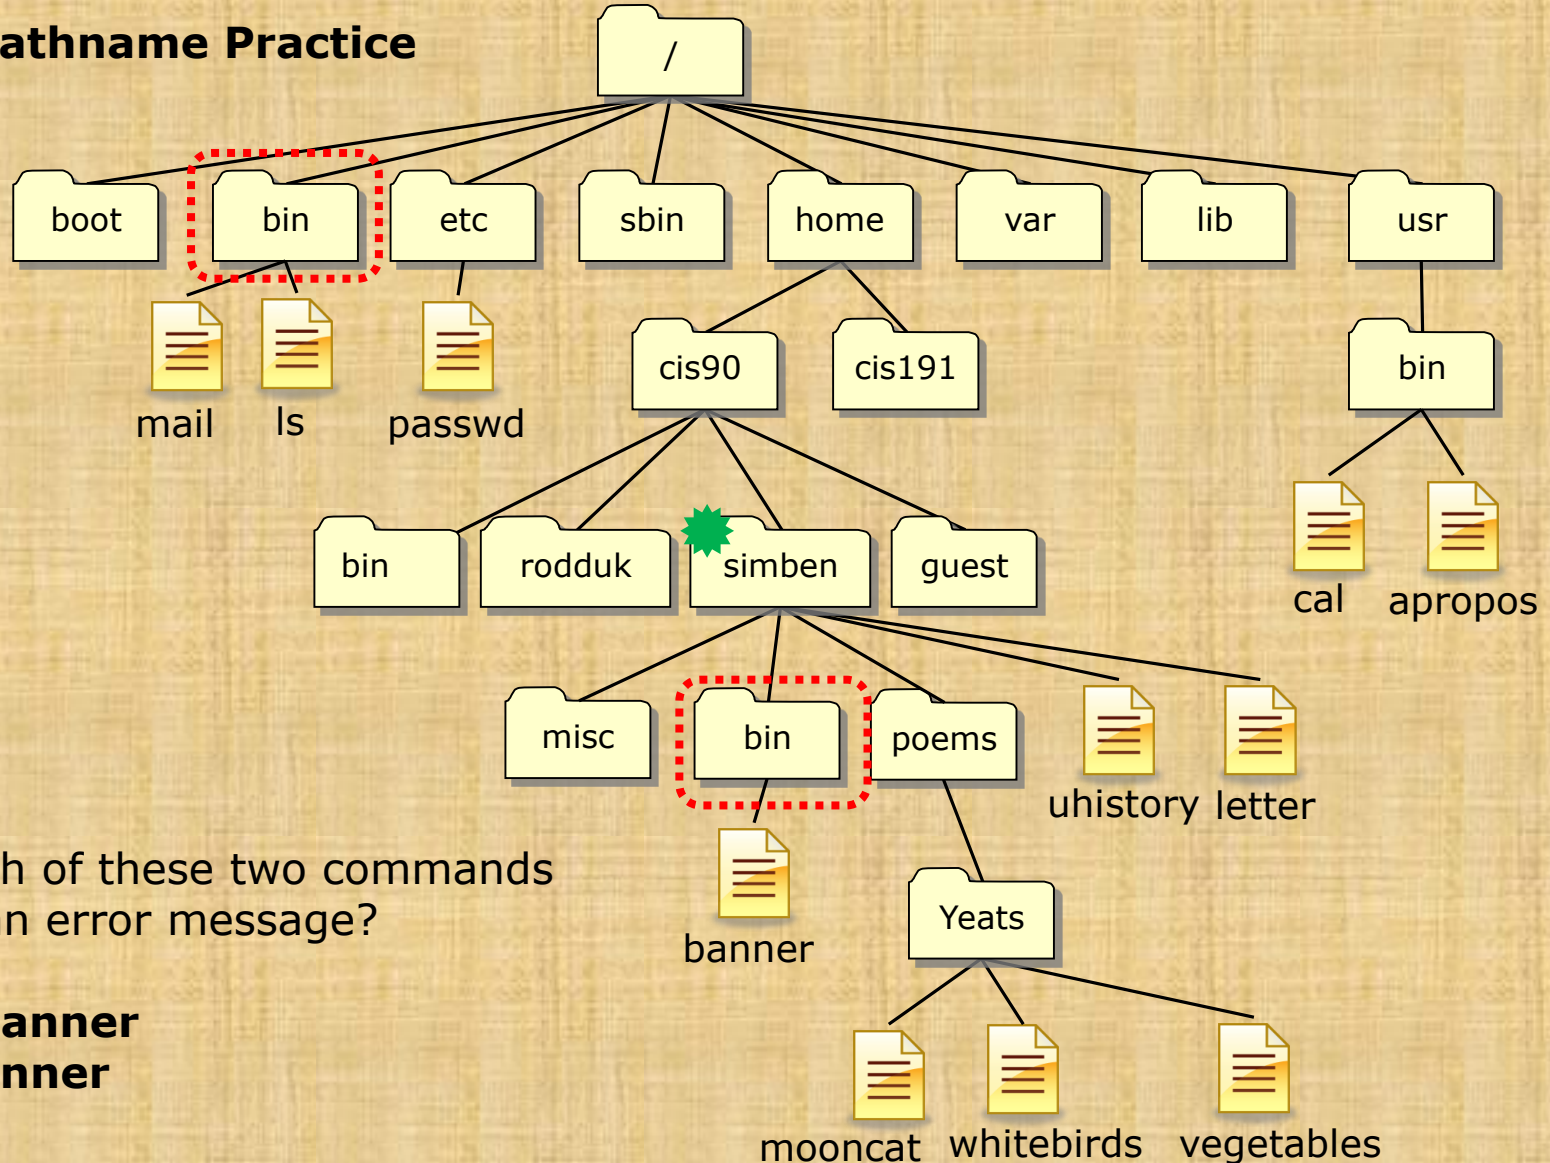 athname Practice
/
boot bin etc sbin home var lib usr
mail ls passwd
cis90 cis191 bin
bin rodduk simben guest
cal apropos
misc bin poems
uhistory letter
h of these two commands
an error message?
banner
Yeats
anner
nner
mooncat whitebirds vegetables